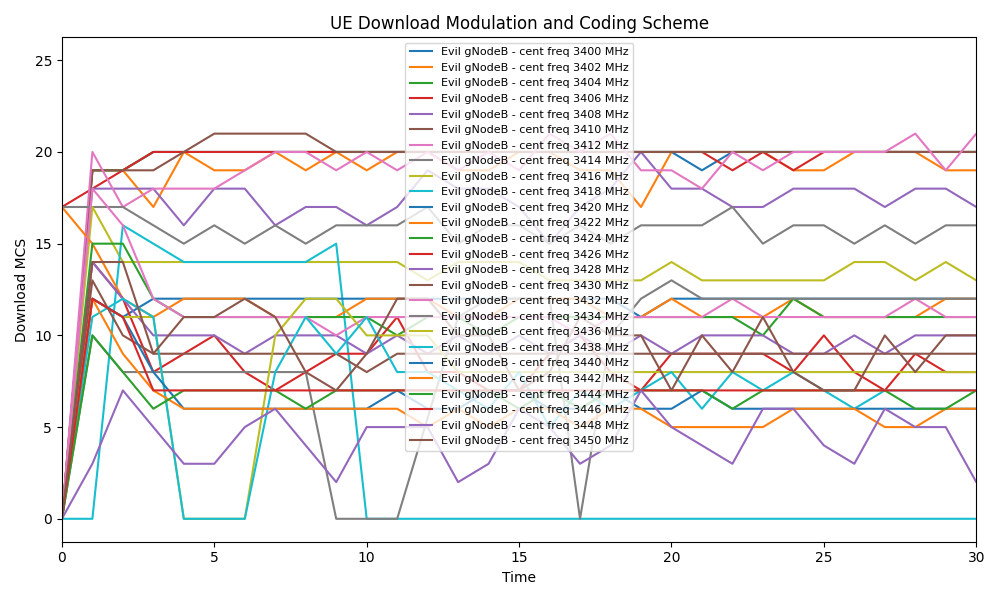 UE Download Modulation and Coding Scheme
Download MCS
25
20
15
10
5
0
Evil gNodeB - cent freq 3400 MHz
Evil gNodeB - cent freq 3402 MHz
Evil gNodeB - cent freq 3404 MHz
Evil gNodeB - cent freq 3406 MHz
Evil gNodeB - cent freq 3408 MHz
Evil gNodeB - cent freq 3410 MHz
Evil gNodeB - cent freq 3412 MHz
Evil gNodeB - cent freq 3414 MHz
Evil gNodeB - cent freq 3416 MHz
Evil gNodeB - cent freq 3418 MHz
Evil gNodeB - cent freq 3420 MHz
Evil gNodeB - cent freq 3422 MHz
Evil gNodeB - cent freq 3424 MHz
Evil gNodeB - cent freq 3426 MHz
Evil gNodeB - cent freq 3428 MHz
Evil gNodeB - cent freq 3430 MHz
Evil gNodeB - cent freq 3432 MHz
Evil gNodeB - cent freq 3434 MHz
Evil gNodeB - cent freq 3436 MHz
Evil gNodeB - cent freq 3438 MHz
Evil gNodeB - cent freq 3440 MHz
Evil gNodeB - cent freq 3442 MHz
Evil gNodeB - cent freq 3444 MHz
Evil gNodeB - cent freq 3446 MHz
Evil gNodeB - cent freq 3448 MHz
Evil gNodeB - cent freq 3450 MHz
0 5 10 15 20 25 30
Time